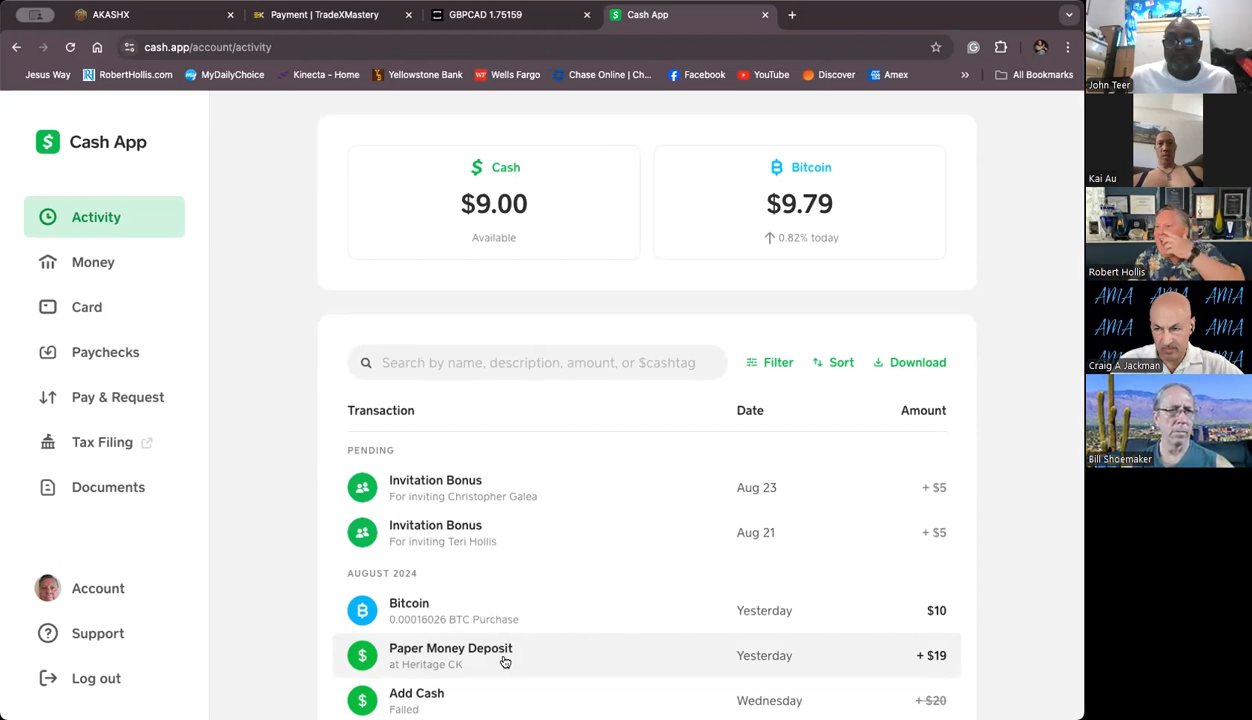 AKASHX
Payment | TradeXMastery
GBPCAD 1.75159
Cash App
cash.app/account/activity
Jesus Way
RobertHollis.com
MyDailyChoice
Kinecta - Home
Yellowstone Bank
Wells Fargo
Chase Online | Ch...
Facebook
YouTube
Discover
Amex
»
All Bookmarks
Cash App
Activity
Money
Card
Paychecks
Pay & Request
Tax Filing
Documents
Account
Support
Log out
Cash
$9.00
Available
Bitcoin
$9.79
↑ 0.82% today
Search by name, description, amount, or $cashtag
Filter
Sort
Download
Transaction Date Amount
PENDING
Invitation Bonus
For inviting Christopher Galea
Aug 23
+ $5
Invitation Bonus
For inviting Teri Hollis
Aug 21
+ $5
AUGUST 2024
Bitcoin
0.00016026 BTC Purchase
Yesterday
$10
Paper Money Deposit
at Heritage CK
Yesterday
+ $19
Add Cash
Failed
Wednesday
+ $20
John Teer
Kai Au
Robert Hollis
AMA AMA AMA
AMA AMA
Craig A Jackman
Bill Shoemaker